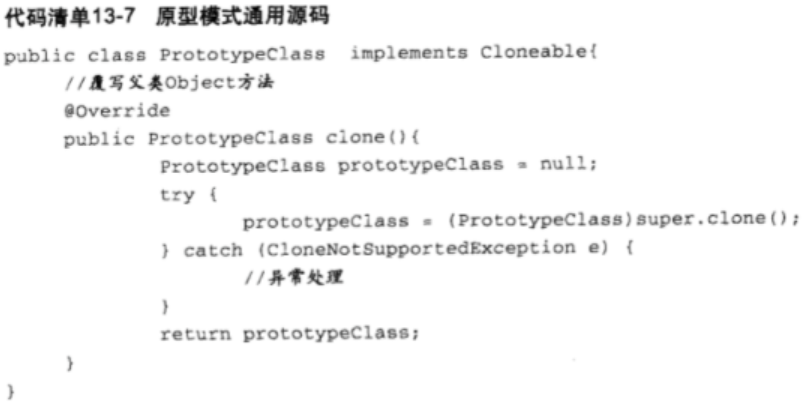 代码清单13-7 原型模式通用源码
public class PrototypeClass implements Cloneable{
//覆写父类Object方法
@Override
public PrototypeClass clone(){
PrototypeClass prototypeClass = null;
try {
prototypeClass = (PrototypeClass)super.clone();
} catch (CloneNotSupportedException e) {
//异常处理
}
return prototypeClass;
}
}